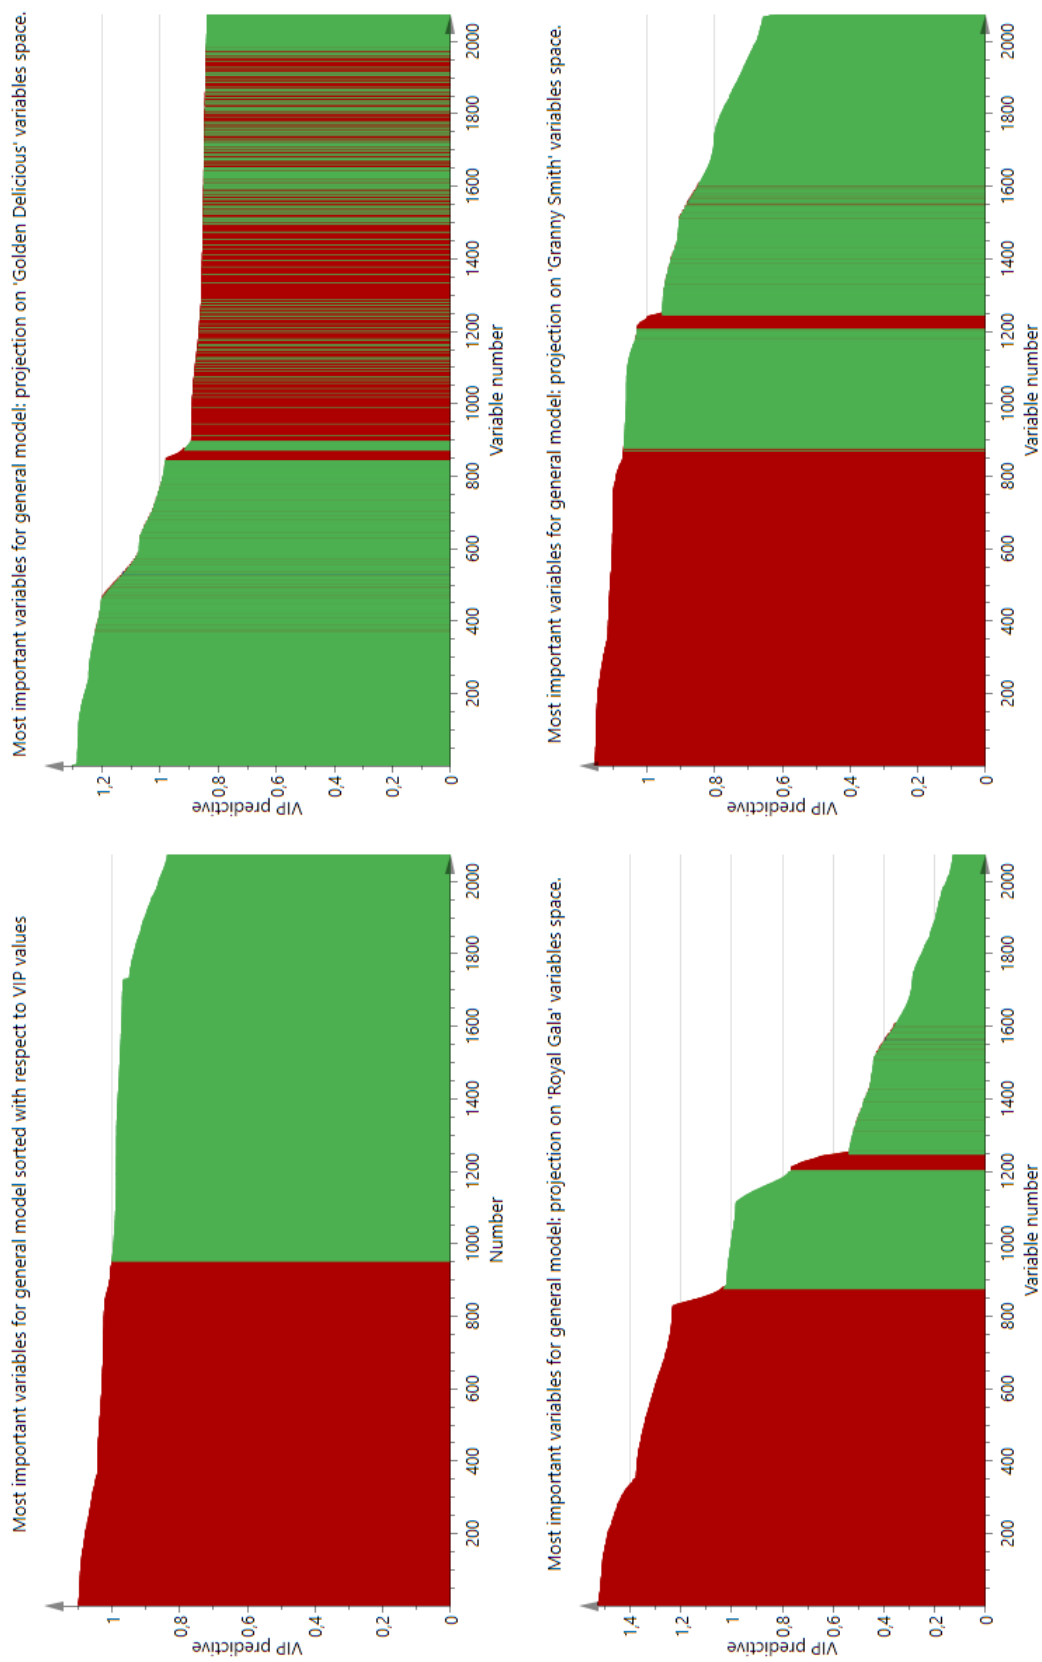 Most important variables for general model sorted with respect to VIP values
VIP predictive
1
0,8
0,6
0,4
0,2
0
200 400 600 800 1000 1200 1400 1600 1800 2000
Number
Most important variables for general model: projection on 'Golden Delicious' variables space.
VIP predictive
1,2
1
0,8
0,6
0,4
0,2
0
200 400 600 800 1000 1200 1400 1600 1800 2000
Variable number
Most important variables for general model: projection on 'Royal Gala' variables space.
VIP predictive
1,4
1,2
1
0,8
0,6
0,4
0,2
0
200 400 600 800 1000 1200 1400 1600 1800 2000
Variable number
Most important variables for general model: projection on 'Granny Smith' variables space.
VIP predictive
1
0,8
0,6
0,4
0,2
0
200 400 600 800 1000 1200 1400 1600 1800 2000
Variable number